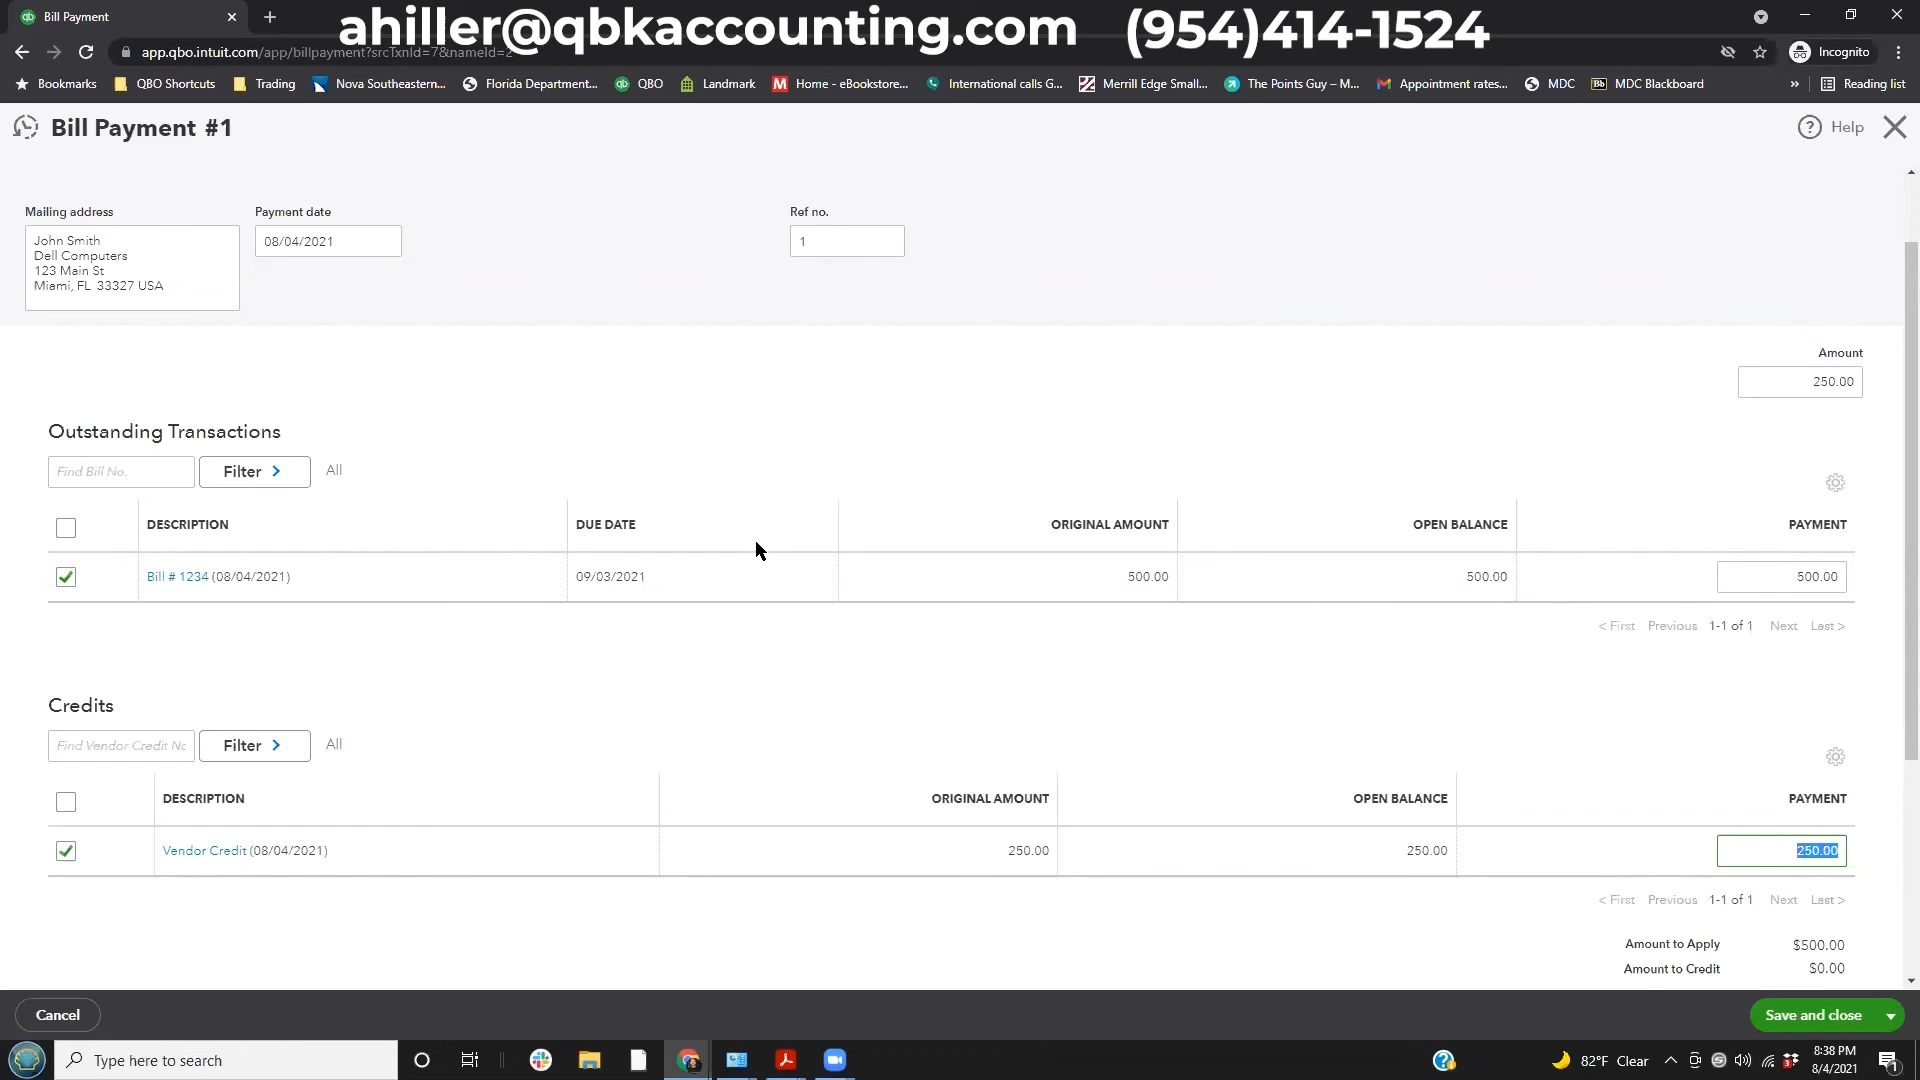 Bill Payment
ahiller@qbkaccounting.com (954)414-1524
app.qbo.intuit.com/app/billpayment?srcTxnId=7&nameId=2
Incognito
Bookmarks
QBO Shortcuts
Trading
Nova Southeastern...
Florida Department...
QBO
Landmark
Home - eBookstore...
International calls G...
Merrill Edge Small...
The Points Guy – M...
Appointment rates...
MDC
MDC Blackboard
»
Reading list
Bill Payment #1
Help
Mailing address
Payment date
Ref no.
John Smith
Dell Computers
123 Main St
Miami, FL 33327 USA
08/04/2021
1
Amount
250.00
Outstanding Transactions
Find Bill No.
Filter >
All
DESCRIPTION
DUE DATE
ORIGINAL AMOUNT
OPEN BALANCE
PAYMENT
Bill # 1234 (08/04/2021)
09/03/2021
500.00
500.00
500.00
< First Previous 1-1 of 1 Next Last >
Credits
Find Vendor Credit No
Filter >
All
DESCRIPTION
ORIGINAL AMOUNT
OPEN BALANCE
PAYMENT
Vendor Credit (08/04/2021)
250.00
250.00
250.00
< First Previous 1-1 of 1 Next Last >
Amount to Apply $500.00
Amount to Credit $0.00
Cancel
Save and close
Type here to search
82°F Clear
8:38 PM
8/4/2021